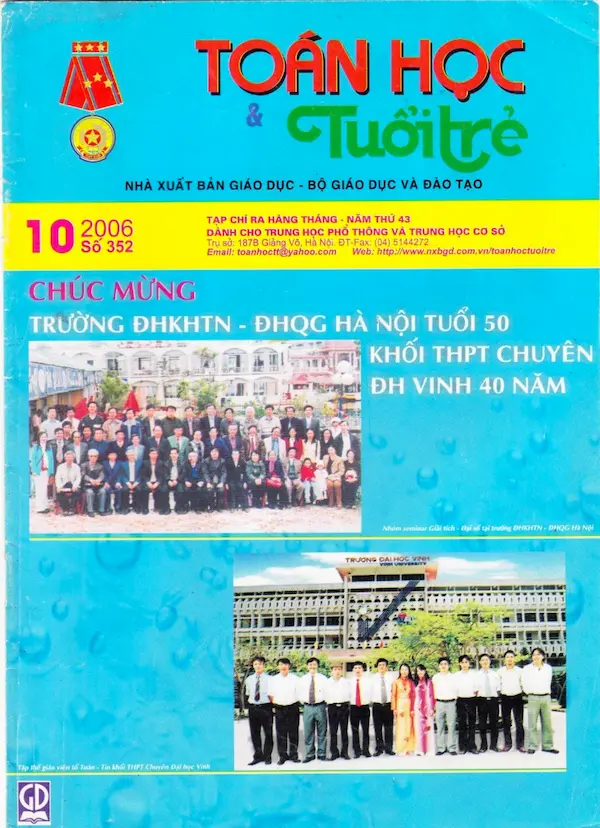 TOÁN HỌC
& Tuổi trẻ
NHÀ XUẤT BẢN GIÁO DỤC - BỘ GIÁO DỤC VÀ ĐÀO TẠO
10 2006
Số 352
TẠP CHÍ RA HÀNG THÁNG - NĂM THỨ 43
DÀNH CHO TRUNG HỌC PHỔ THÔNG VÀ TRUNG HỌC CƠ SỞ
Trụ sở: 187B Giảng Võ, Hà Nội. ĐT-Fax: (04) 5144272
Email: toanhoctt@yahoo.com Web: http://www.nxbgd.com.vn/toanhoctuoitre
CHÚC MỪNG
TRƯỜNG ĐHKHTN - ĐHQG HÀ NỘI TUỔI 50
KHỐI THPT CHUYÊN
ĐH VINH 40 NĂM
Nhóm seminar Giải tích - Đại số tại trường ĐHKHTN - ĐHQG Hà Nội
TRƯỜNG ĐẠI HỌC VINH
VINH UNIVERSITY
Tập thể giáo viên tổ Toán - Tin khối THPT Chuyên Đại học Vinh
GD